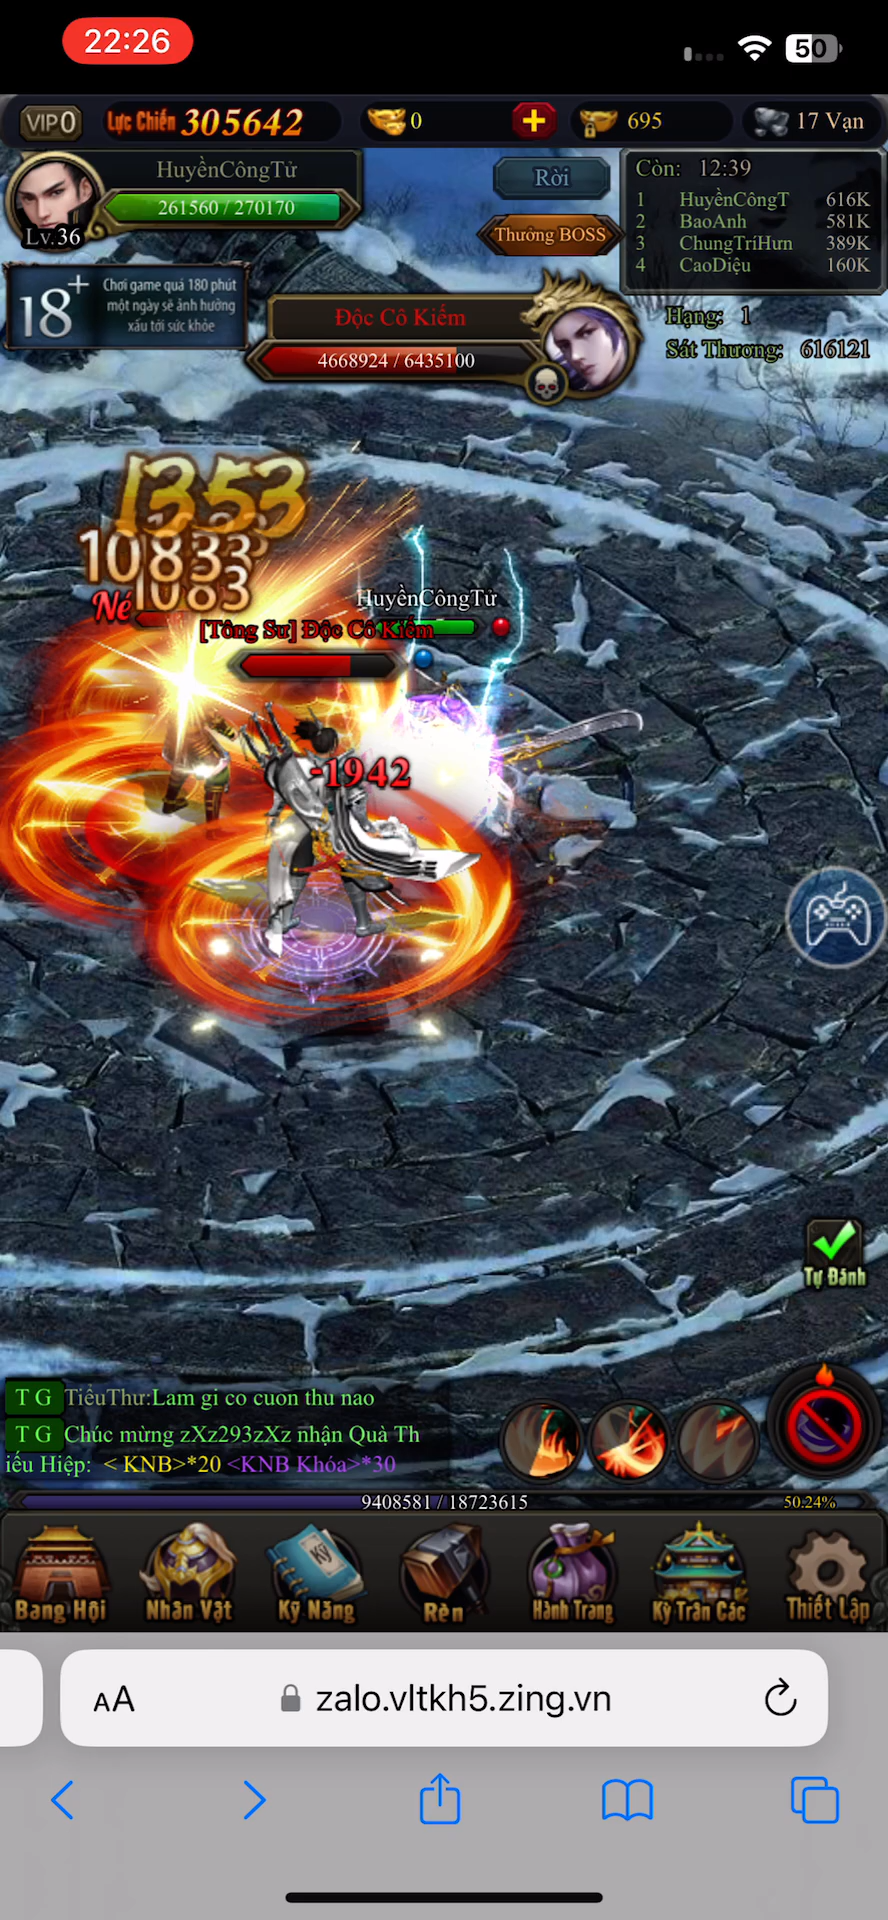 22:26
50
VIP0
Lực Chiến 305642
0
695
17 Vạn
HuyềnCôngTử
261560 / 270170
Lv.36
Rời
Thưởng BOSS
Còn: 12:39
1 HuyềnCôngT 616K
2 BaoAnh 581K
3 ChungTríHưn 389K
4 CaoDiệu 160K
18+
Chơi game quá 180 phút
một ngày sẽ ảnh hưởng
xấu tới sức khỏe
Độc Cô Kiếm
4668924 / 6435100
Hạng: 1
Sát Thương: 616121
1353
10833
1083
Né
HuyềnCôngTử
[Tông Sư] Độc Cô Kiếm
-1942
Tự Đánh
T G TiểuThư:Lam gi co cuon thu nao
T G Chúc mừng zXz293zXz nhận Quà Th
iếu Hiệp: < KNB>*20 <KNB Khóa>*30
9408581 / 18723615
50.24%
Bang Hội
Nhân Vật
Kỹ Năng
Rèn
Hành Trang
Kỳ Trân Các
Thiết Lập
AA
zalo.vltkh5.zing.vn